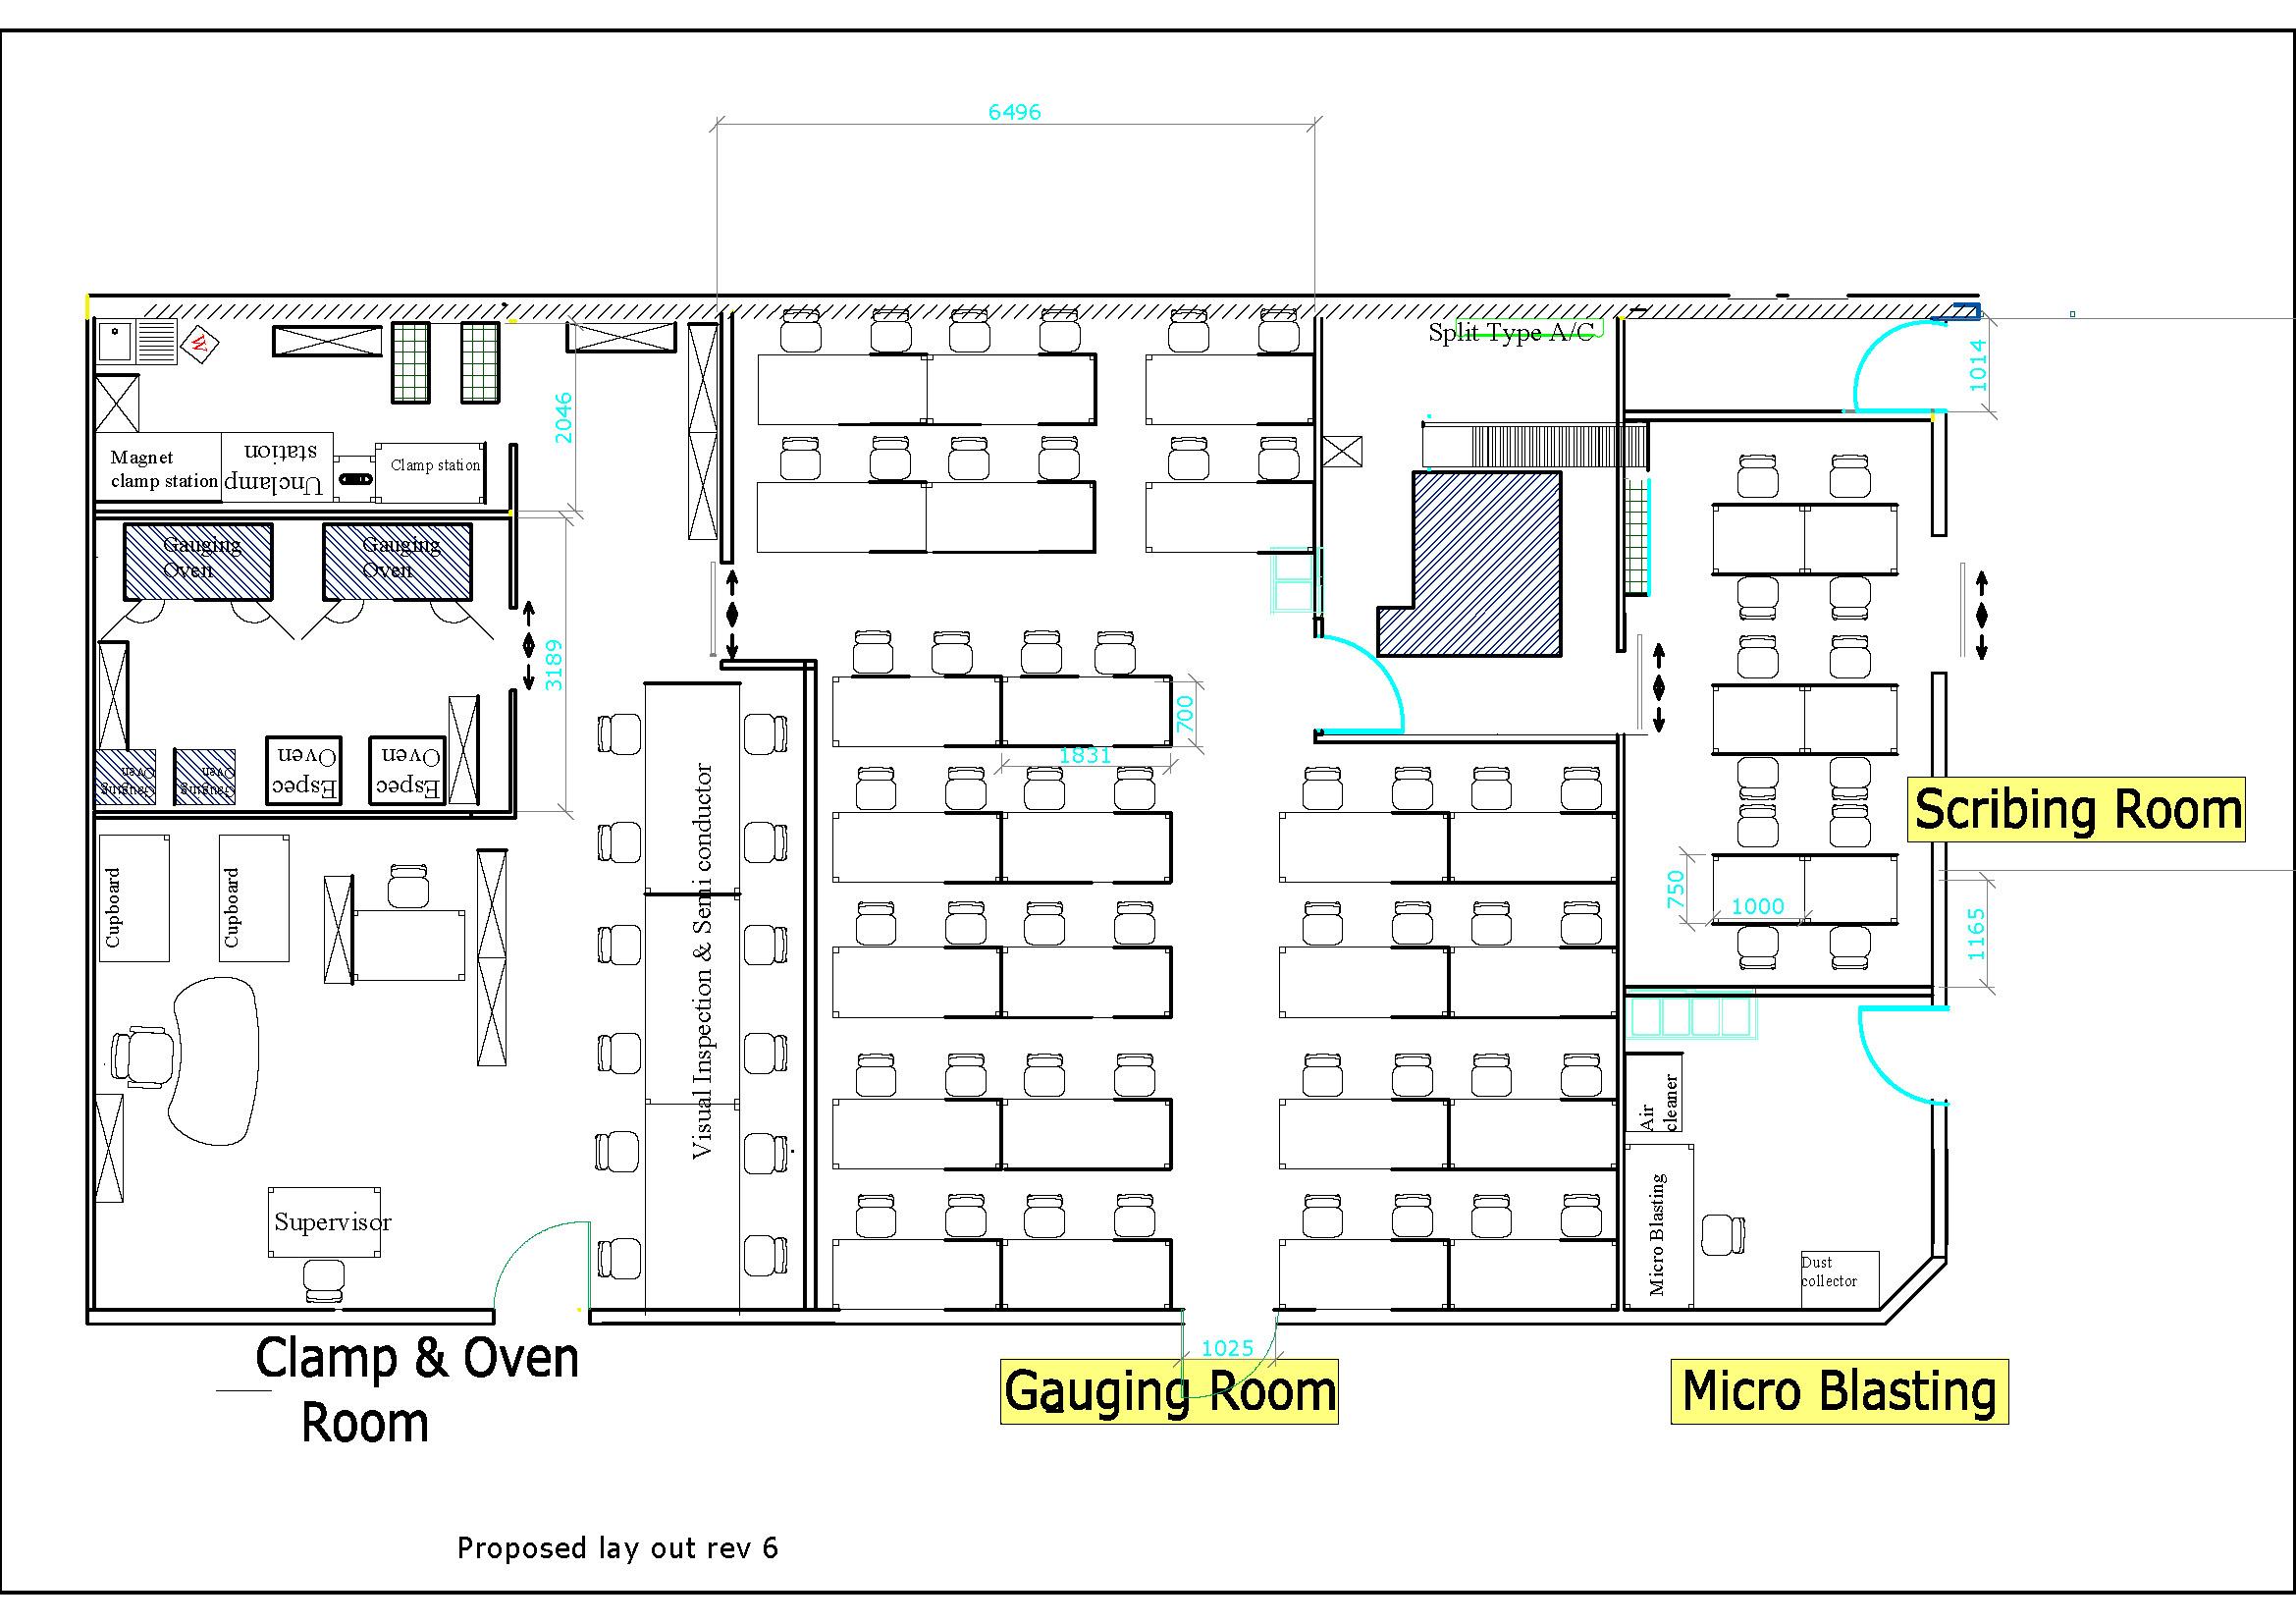 6496
Split Type A/C
1014
W
2046
Magnet
clamp station
Unclamp
station
Clamp station
Gauging
Oven
Gauging
Oven
3189
700
1831
Gauging
Oven
Gauging
Oven
Espec
Oven
Espec
Oven
Scribing Room
Cupboard
Cupboard
Visual Inspection & Semi conductor
750
1000
1165
Air
cleaner
Micro Blasting
Supervisor
Dust
collector
1025
Clamp & Oven
Room
Gauging Room
Micro Blasting
Proposed lay out rev 6